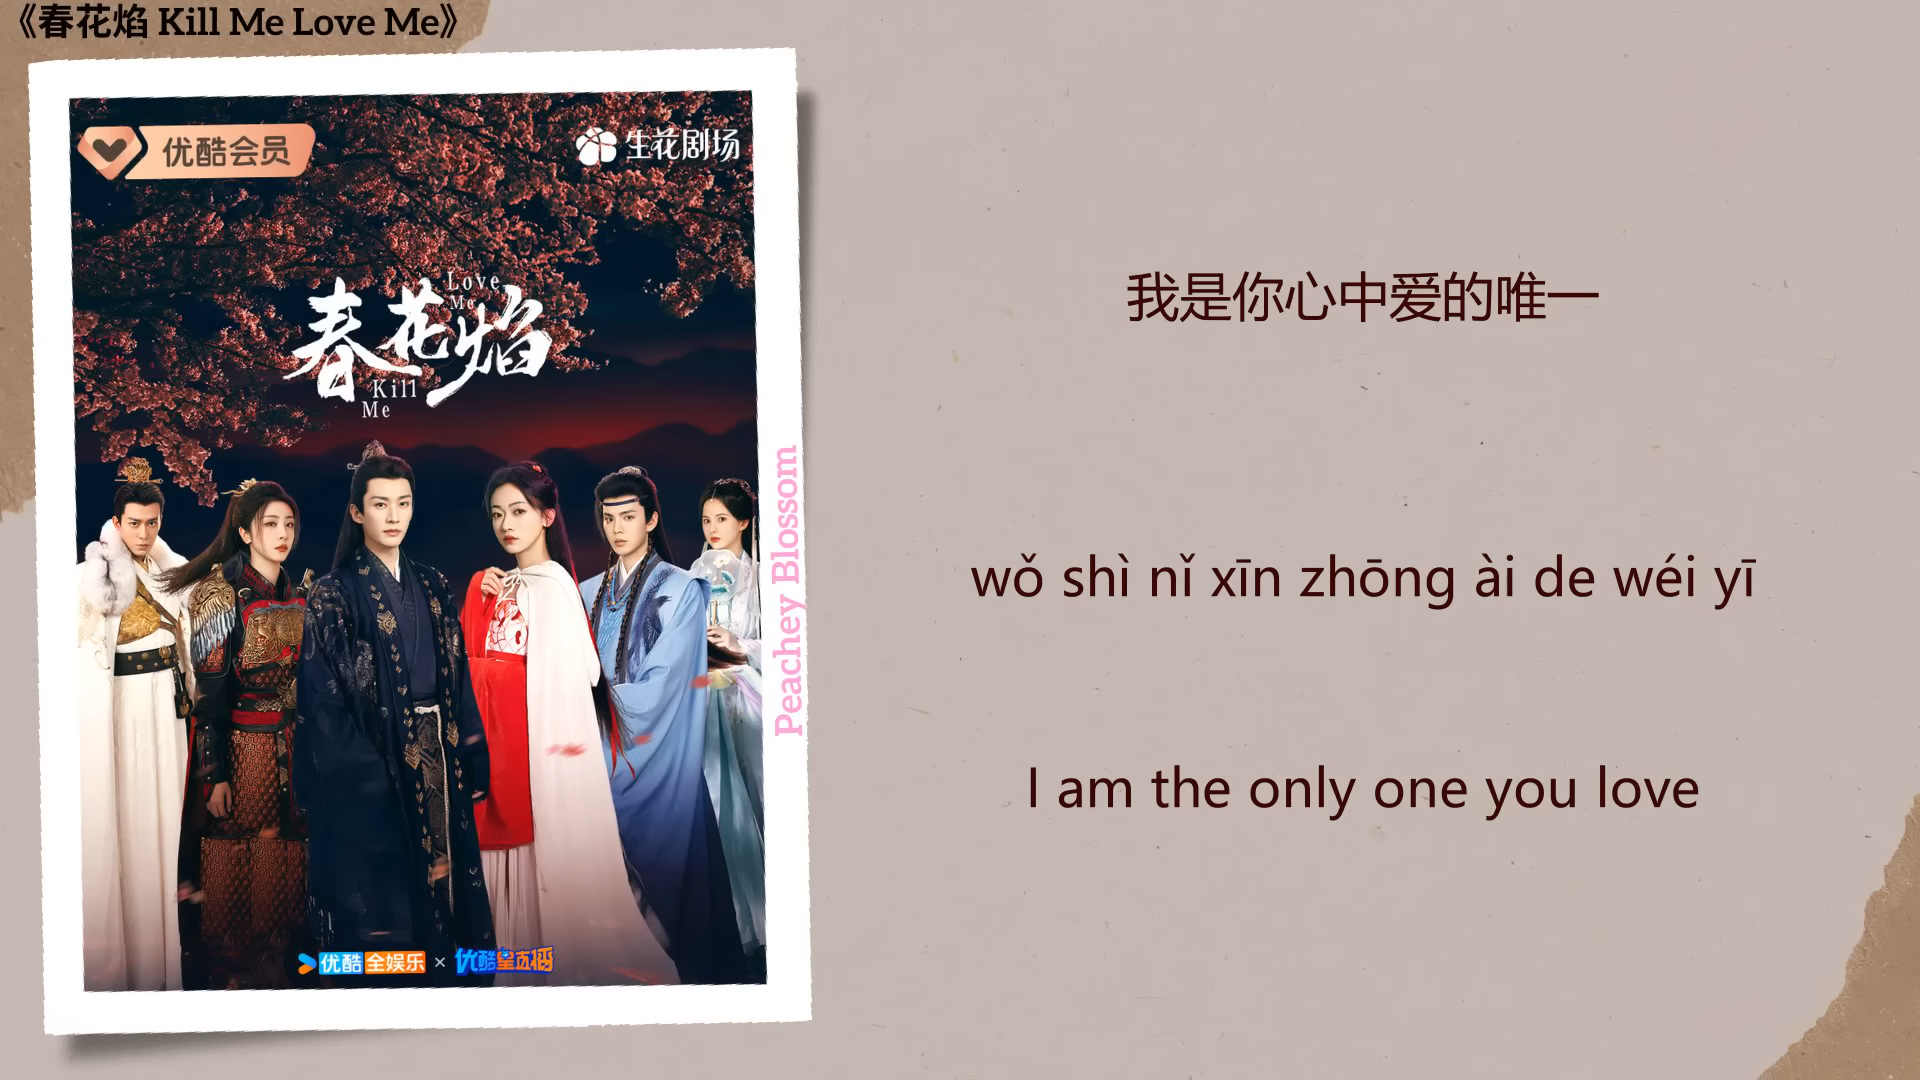 《春花焰 Kill Me Love Me》
优酷会员
生花剧场
Love
Me
春花焰
Kill
Me
Peachey Blossom
优酷 全娱乐 × 优酷皇直播
我是你心中爱的唯一
wǒ shì nǐ xīn zhōng ài de wéi yī
I am the only one you love